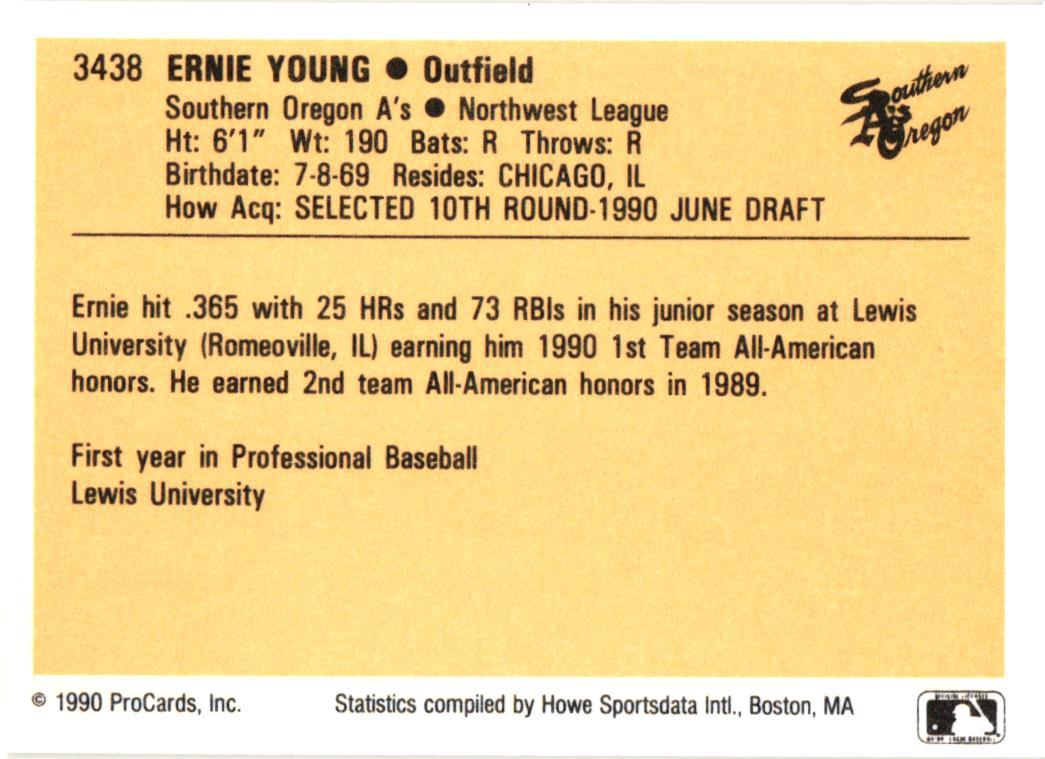 3438 ERNIE YOUNG ● Outfield
Southern Oregon A's ● Northwest League
Ht: 6'1" Wt: 190 Bats: R Throws: R
Birthdate: 7-8-69 Resides: CHICAGO, IL
How Acq: SELECTED 10TH ROUND-1990 JUNE DRAFT
Southern
A's
Oregon
Ernie hit .365 with 25 HRs and 73 RBIs in his junior season at Lewis
University (Romeoville, IL) earning him 1990 1st Team All-American
honors. He earned 2nd team All-American honors in 1989.
First year in Professional Baseball
Lewis University
© 1990 ProCards, Inc. Statistics compiled by Howe Sportsdata Intl., Boston, MA